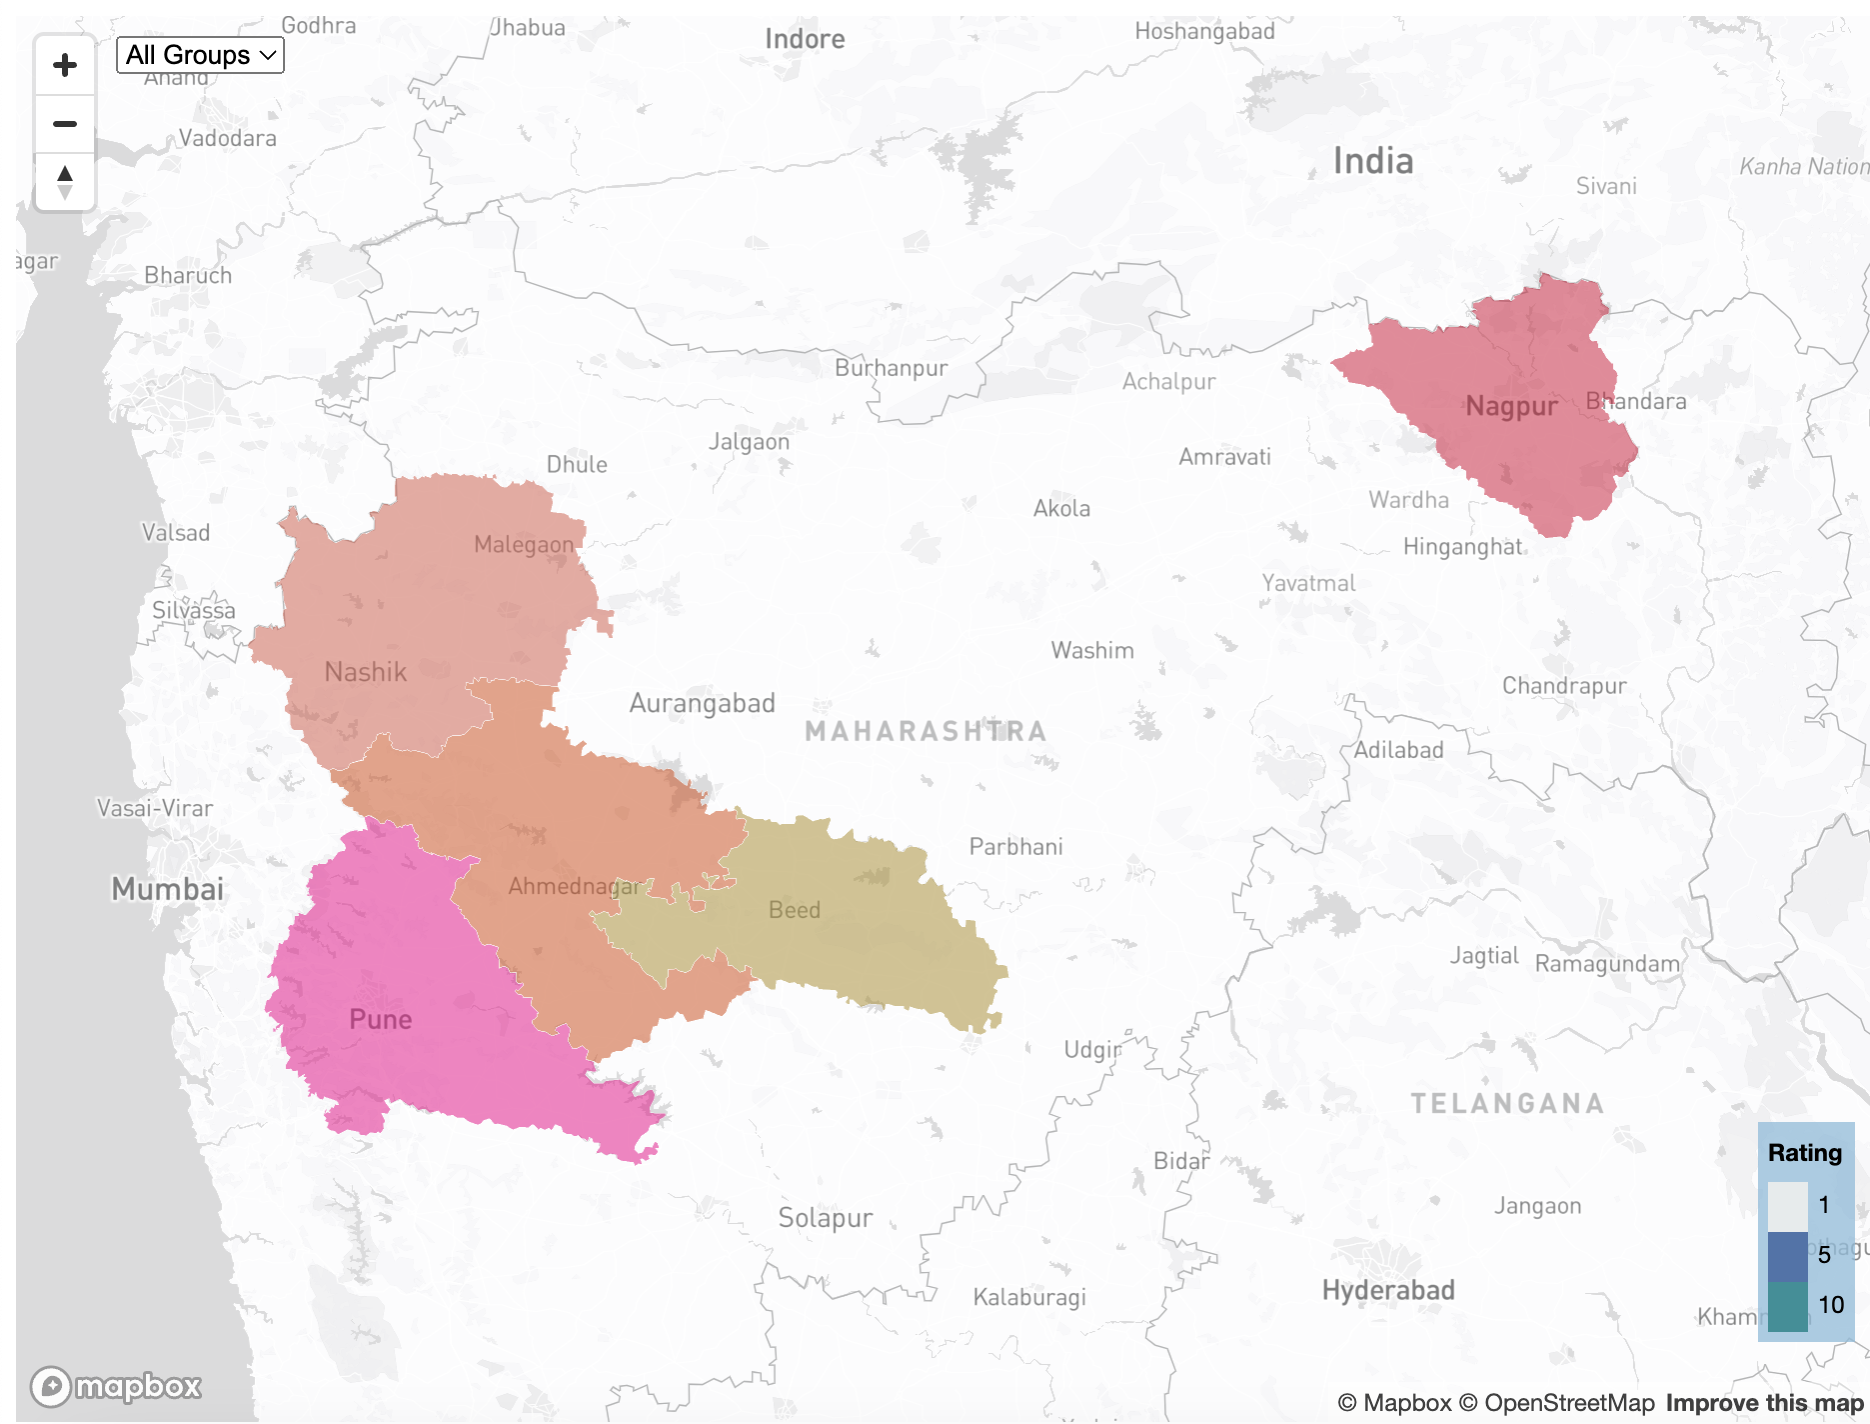 Godhra
Jhabua
Indore
Hoshangabad
+
All Groups
Anand
−
Vadodara
India
Kanha Nation
Sivani
agar
Bharuch
Burhanpur
Achalpur
Nagpur
Bhandara
Jalgaon
Dhule
Amravati
Akola
Wardha
Valsad
Malegaon
Hinganghat
Yavatmal
Silvassa
Washim
Nashik
Chandrapur
Aurangabad
MAHARASHTRA
Adilabad
Vasai-Virar
Parbhani
Mumbai
Ahmednagar
Beed
Jagtial
Ramagundam
Pune
Udgir
TELANGANA
Bidar
Rating
1
5
10
Jangaon
Solapur
Kalaburagi
Hyderabad
mapbox
© Mapbox © OpenStreetMap Improve this map